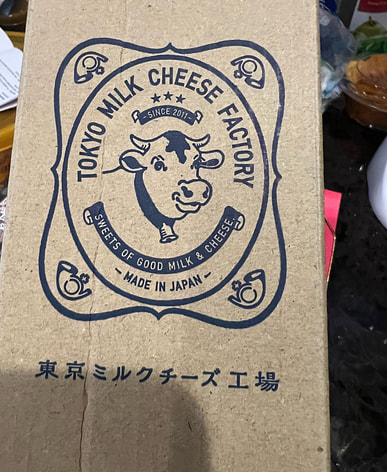 TOKYO MILK CHEESE FACTORY
- SINCE 2011 -
SWEETS OF GOOD MILK & CHEESE.
- MADE IN JAPAN -
東京ミルクチーズ工場